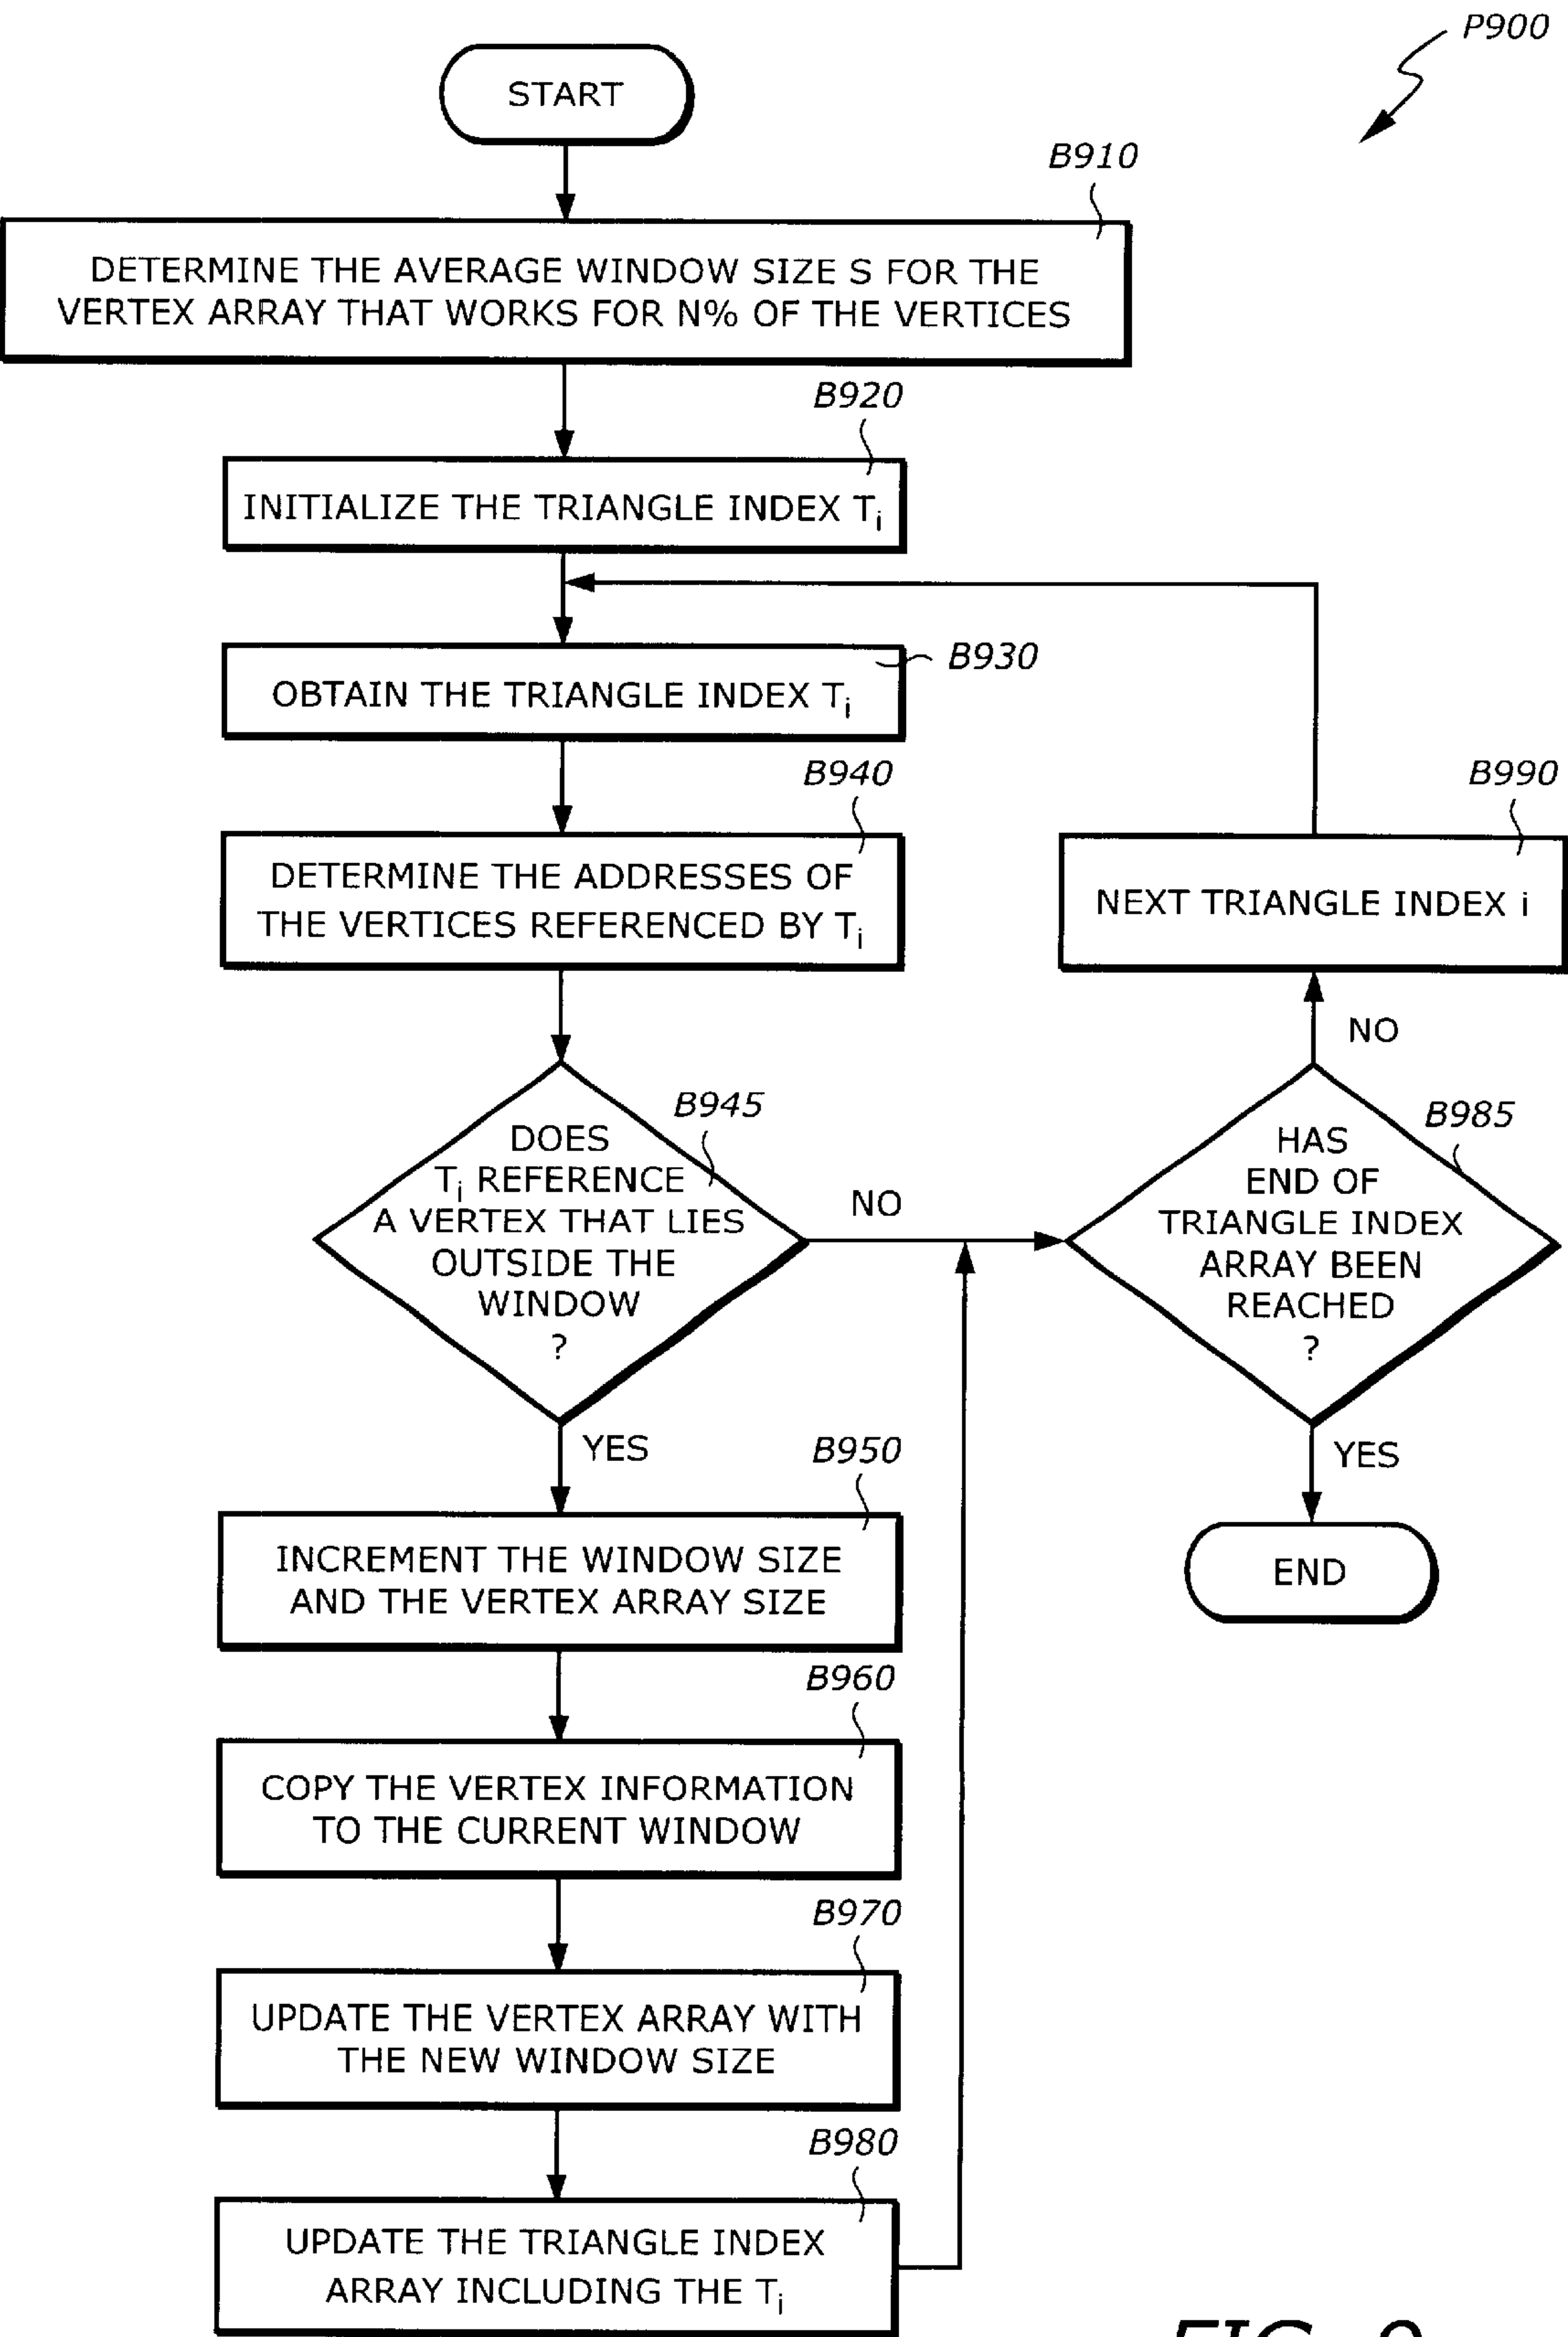 P900
START
B910
DETERMINE THE AVERAGE WINDOW SIZE S FOR THE
VERTEX ARRAY THAT WORKS FOR N% OF THE VERTICES
B920
INITIALIZE THE TRIANGLE INDEX Ti
B930
OBTAIN THE TRIANGLE INDEX Ti
B940
DETERMINE THE ADDRESSES OF
THE VERTICES REFERENCED BY Ti
B990
NEXT TRIANGLE INDEX i
NO
B945
DOES
Ti REFERENCE
A VERTEX THAT LIES
OUTSIDE THE
WINDOW
?
NO
B985
HAS
END OF
TRIANGLE INDEX
ARRAY BEEN
REACHED
?
YES
YES
END
B950
INCREMENT THE WINDOW SIZE
AND THE VERTEX ARRAY SIZE
B960
COPY THE VERTEX INFORMATION
TO THE CURRENT WINDOW
B970
UPDATE THE VERTEX ARRAY WITH
THE NEW WINDOW SIZE
B980
UPDATE THE TRIANGLE INDEX
ARRAY INCLUDING THE Ti
FIG. 9